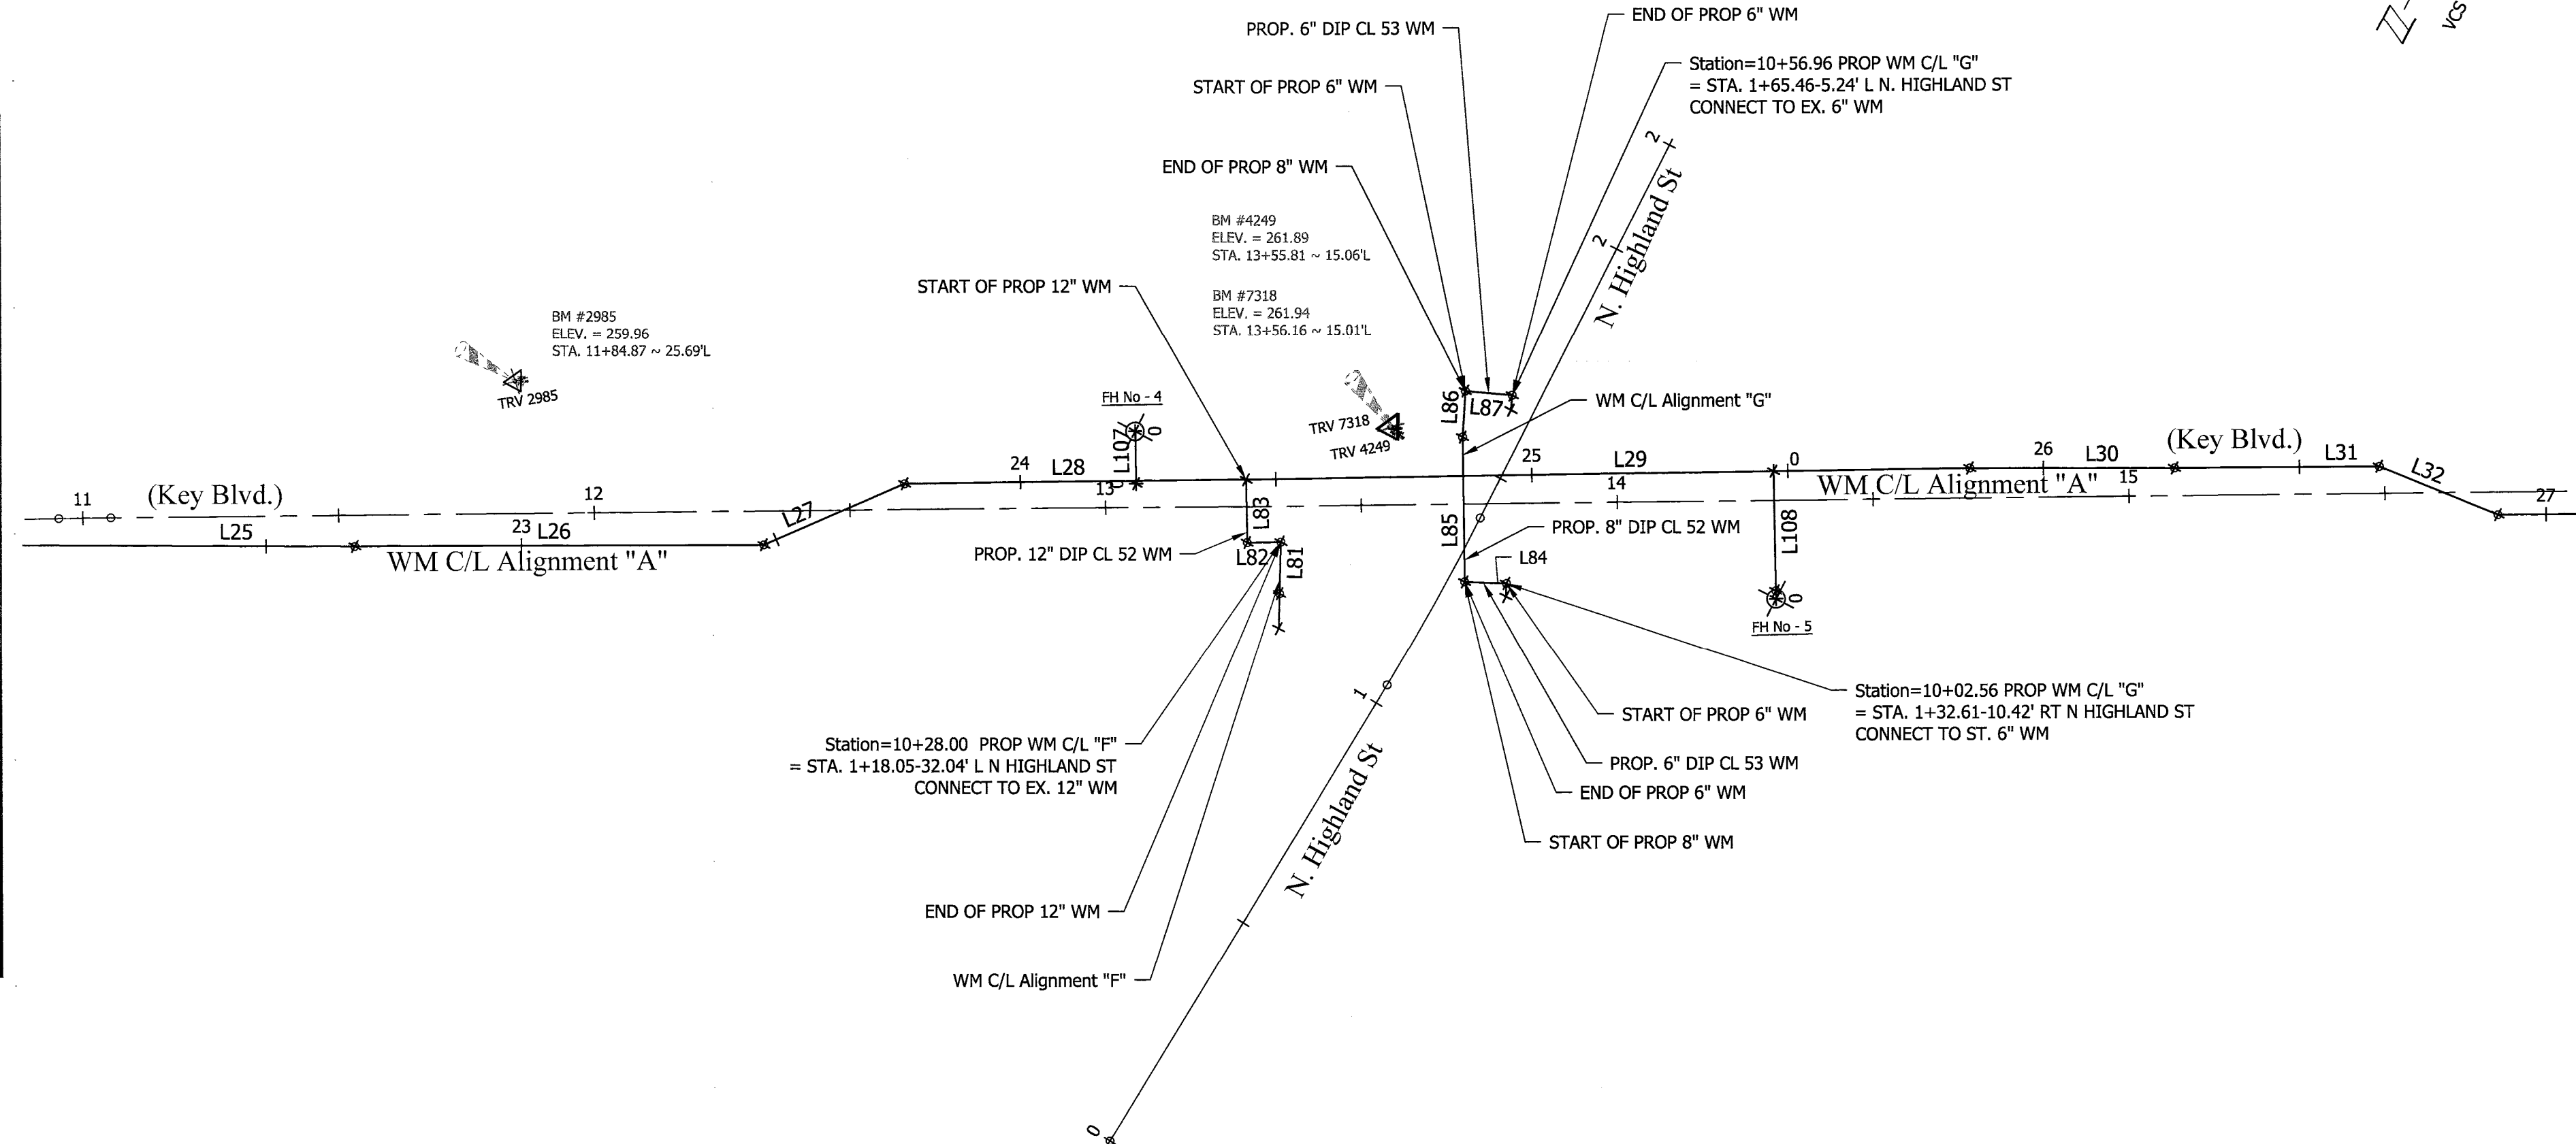 END OF PROP 6" WM
PROP. 6" DIP CL 53 WM
VCS
Station=10+56.96 PROP WM C/L "G"
= STA. 1+65.46-5.24' L N. HIGHLAND ST
CONNECT TO EX. 6" WM
START OF PROP 6" WM
2
END OF PROP 8" WM
N. Highland St
BM #4249
ELEV. = 261.89
STA. 13+55.81 ~ 15.06'L
2
START OF PROP 12" WM
BM #7318
ELEV. = 261.94
STA. 13+56.16 ~ 15.01'L
BM #2985
ELEV. = 259.96
STA. 11+84.87 ~ 25.69'L
TRV 2985
FH No - 4
L107
0
TRV 7318
TRV 4249
L86
L87
WM C/L Alignment "G"
11
(Key Blvd.)
12
24
L28
13
25
L29
14
0
26
L30
15
(Key Blvd.)
L31
L32
27
WM C/L Alignment "A"
L25
23
L26
L27
WM C/L Alignment "A"
L83
L82
L81
PROP. 12" DIP CL 52 WM
L85
PROP. 8" DIP CL 52 WM
L84
L108
0
FH No - 5
1
Station=10+02.56 PROP WM C/L "G"
= STA. 1+32.61-10.42' RT N HIGHLAND ST
CONNECT TO ST. 6" WM
START OF PROP 6" WM
Station=10+28.00 PROP WM C/L "F"
= STA. 1+18.05-32.04' L N HIGHLAND ST
CONNECT TO EX. 12" WM
PROP. 6" DIP CL 53 WM
END OF PROP 6" WM
START OF PROP 8" WM
N. Highland St
END OF PROP 12" WM
WM C/L Alignment "F"
0